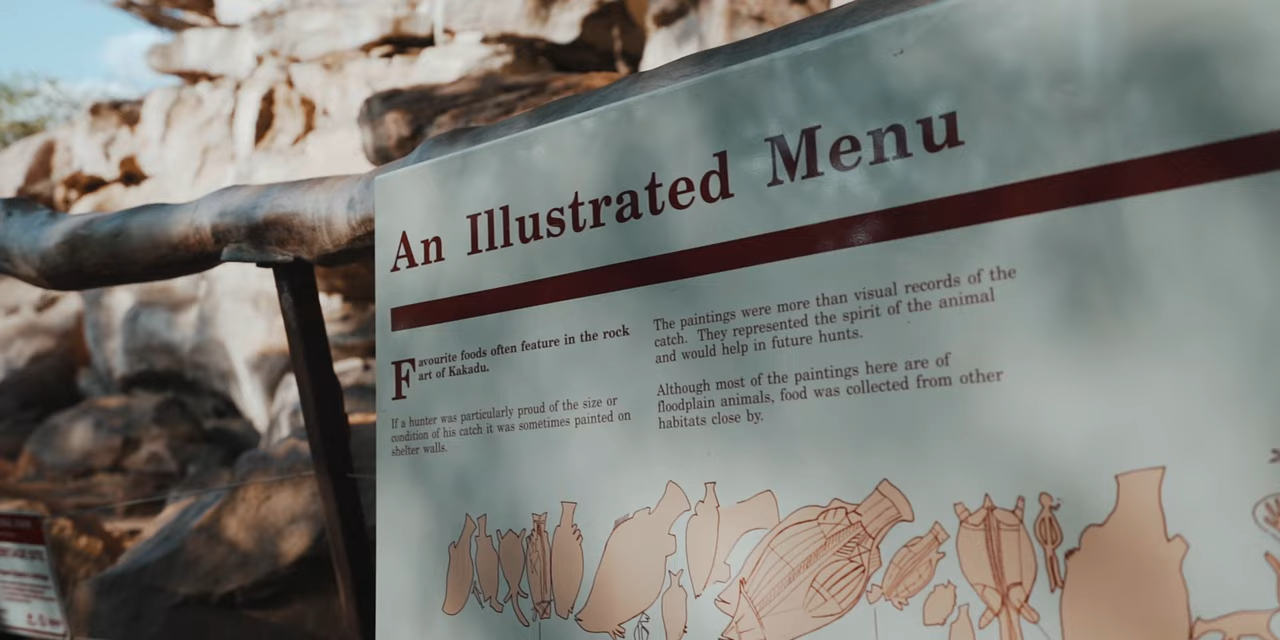 An Illustrated Menu
Favourite foods often feature in the rock
art of Kakadu.
If a hunter was particularly proud of the size or
condition of his catch it was sometimes painted on
shelter walls.
The paintings were more than visual records of the
catch. They represented the spirit of the animal
and would help in future hunts.
Although most of the paintings here are of
floodplain animals, food was collected from other
habitats close by.